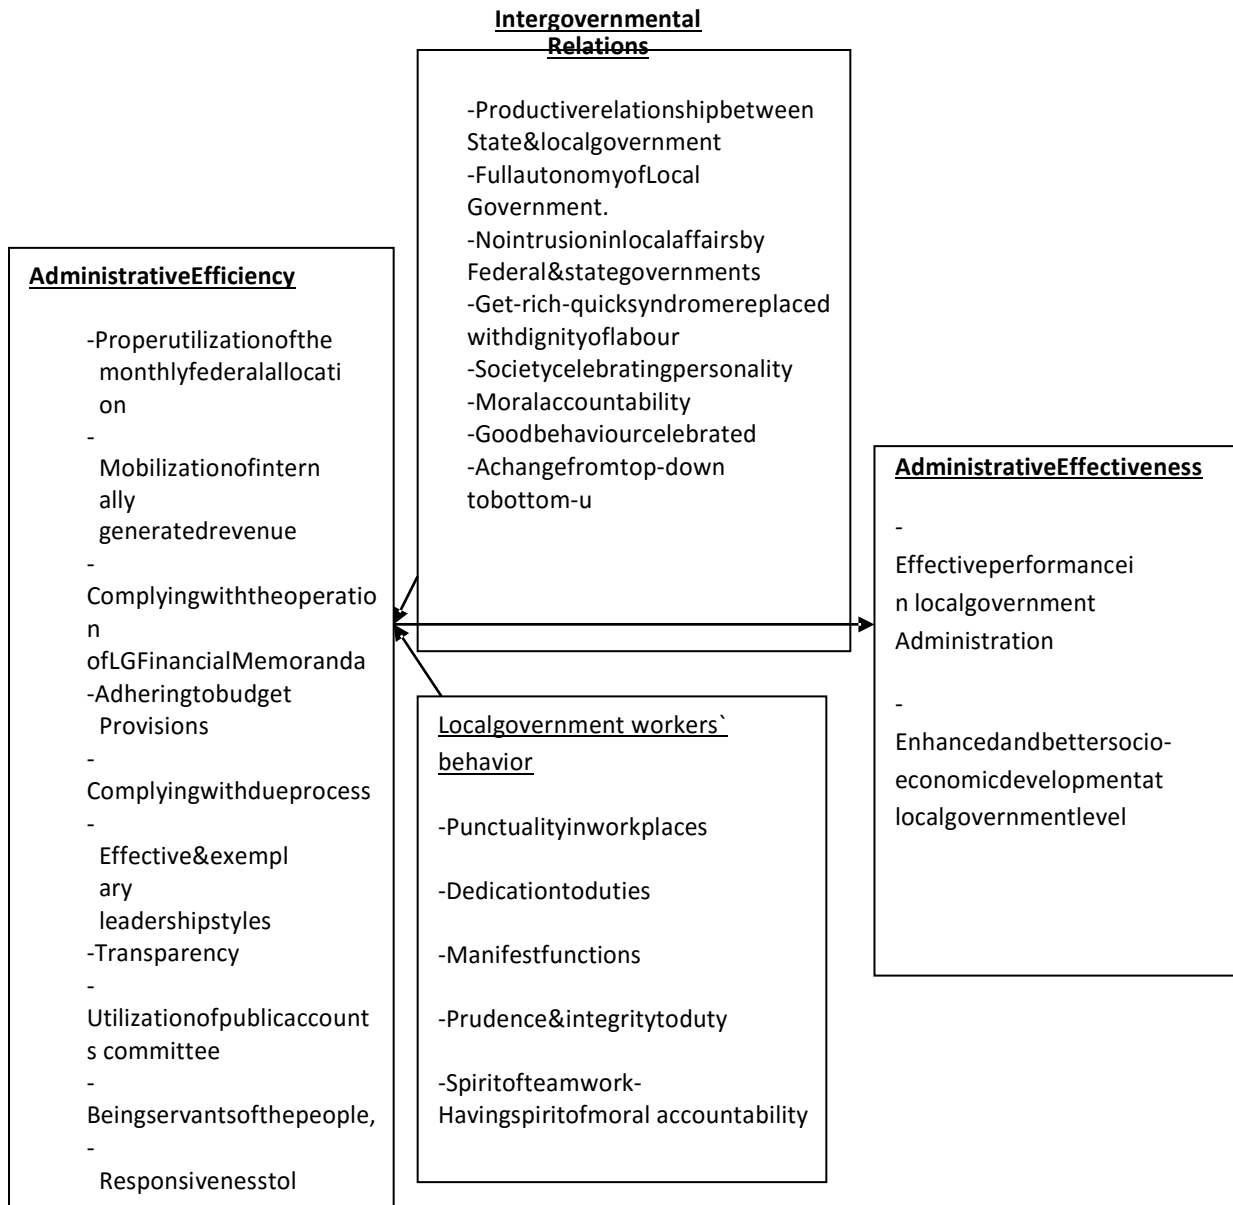 Intergovernmental
Relations
-Productiverelationshipbetween
State&localgovernment
-FullautonomyofLocal
Government.
-Nointrusioninlocalaffairsby
Federal&stategovernments
-Get-rich-quicksyndromereplaced
withdignityoflabour
-Societycelebratingpersonality
-Moralaccountability
-Goodbehaviourcelebrated
-Achangefromtop-down
tobottom-u
AdministrativeEfficiency
-Properutilizationofthe
monthlyfederalallocati
on
-
Mobilizationofintern
ally
generatedrevenue
-
Complyingwiththeoperatio
n
ofLGFinancialMemoranda
-Adheringtobudget
Provisions
-
Complyingwithdueprocess
-
Effective&exempl
ary
leadershipstyles
-Transparency
-
Utilizationofpublicaccount
s committee
-
Beingservantsofthepeople,
-
Responsivenesstol
Localgovernment workers`
behavior
-Punctualityinworkplaces
-Dedicationtoduties
-Manifestfunctions
-Prudence&integritytoduty
-Spiritofteamwork-
Havingspiritofmoral accountability
AdministrativeEffectiveness
-
Effectiveperformancei
n localgovernment
Administration
-
Enhancedandbettersocio-
economicdevelopmentat
localgovernmentlevel